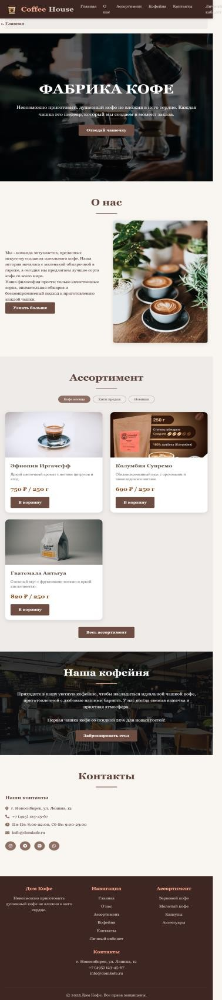 Coffee House
Главная
О нас
Ассортимент
Кофейня
Контакты
1. Главная
ФАБРИКА КОФЕ
Невозможно приготовить душевный кофе не вложив в него сердце. Каждая
чашка это шедевр, который мы создаем в момент заказа.
Отведай чашечку
О нас
Мы - команда энтузиастов, преданных
искусству создания идеального кофе. Наша
история началась с маленькой обжарочной в
гараже, а сегодня мы предлагаем лучшие сорта
кофе со всего мира.
Наша философия проста: только качественные
зерна, внимательная обжарка и
бескомпромиссный подход к приготовлению
каждой чашки.
Узнать больше
Ассортимент
Кофе месяца
Хиты продаж
Новинки
250 г
Степень обжарки:
Средняя
100% арабика (Колумбия)
Эфиопия Иргачефф
Яркий цветочный аромат с нотами цитрусов и
ягод.
750 ₽ / 250 г
В корзину
Колумбия Супремо
Сбалансированный вкус с ореховыми и
шоколадными нотами.
690 ₽ / 250 г
В корзину
Гватемала Антьгуа
Сложный вкус с фруктовыми нотами и яркой
кислотностью.
820 ₽ / 250 г
В корзину
Весь ассортимент
Наша кофейня
Приходите в нашу уютную кофейню, чтобы насладиться идеальной чашкой кофе,
приготовленной с любовью нашими бариста. У нас всегда свежая выпечка и
приятная атмосфера.
Первая чашка кофе со скидкой 20% для новых гостей!
Забронировать стол
Контакты
Наши контакты
г. Новосибирск, ул. Ленина, 12
+7 (495) 123-45-67
Пн-Пт: 8:00-22:00, Сб-Вс: 9:00-23:00
info@domkofe.ru
Дом Кофе
Невозможно приготовить
душевный кофе не вложив в него
сердце.
Навигация
Главная
О нас
Ассортимент
Кофейня
Контакты
Личный кабинет
Ассортимент
Зерновой кофе
Молотый кофе
Капсулы
Аксессуары
Контакты
г. Новосибирск, ул. Ленина, 12
+7 (495) 123-45-67
info@domkofe.ru
© 2025 Дом Кофе. Все права защищены.